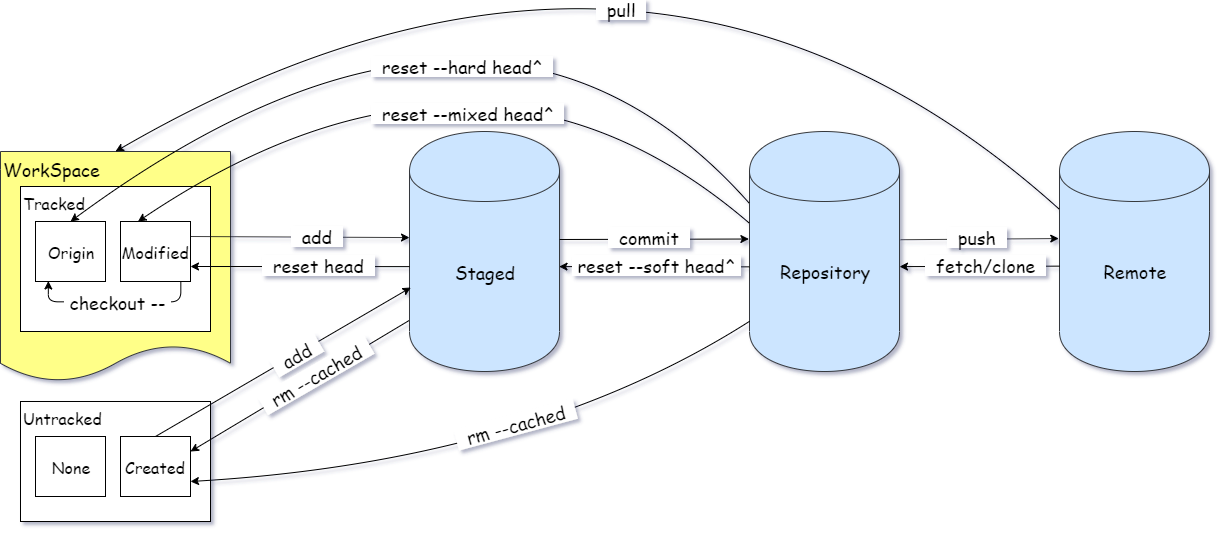 pull
reset --hard head^
reset --mixed head^
WorkSpace
Tracked
Origin
Modified
checkout --
add
reset head
Staged
commit
reset --soft head^
Repository
push
fetch/clone
Remote
add
rm --cached
rm --cached
Untracked
None
Created